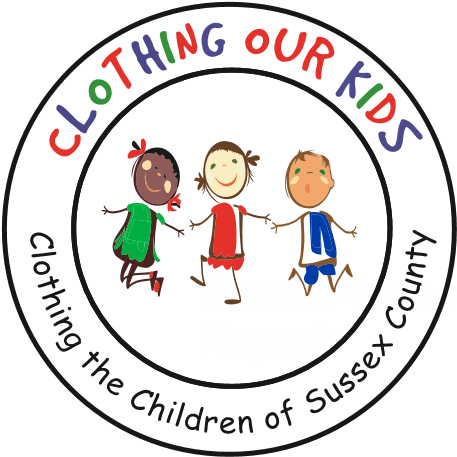 CLOTHING OUR KIDS
Clothing the Children of Sussex County